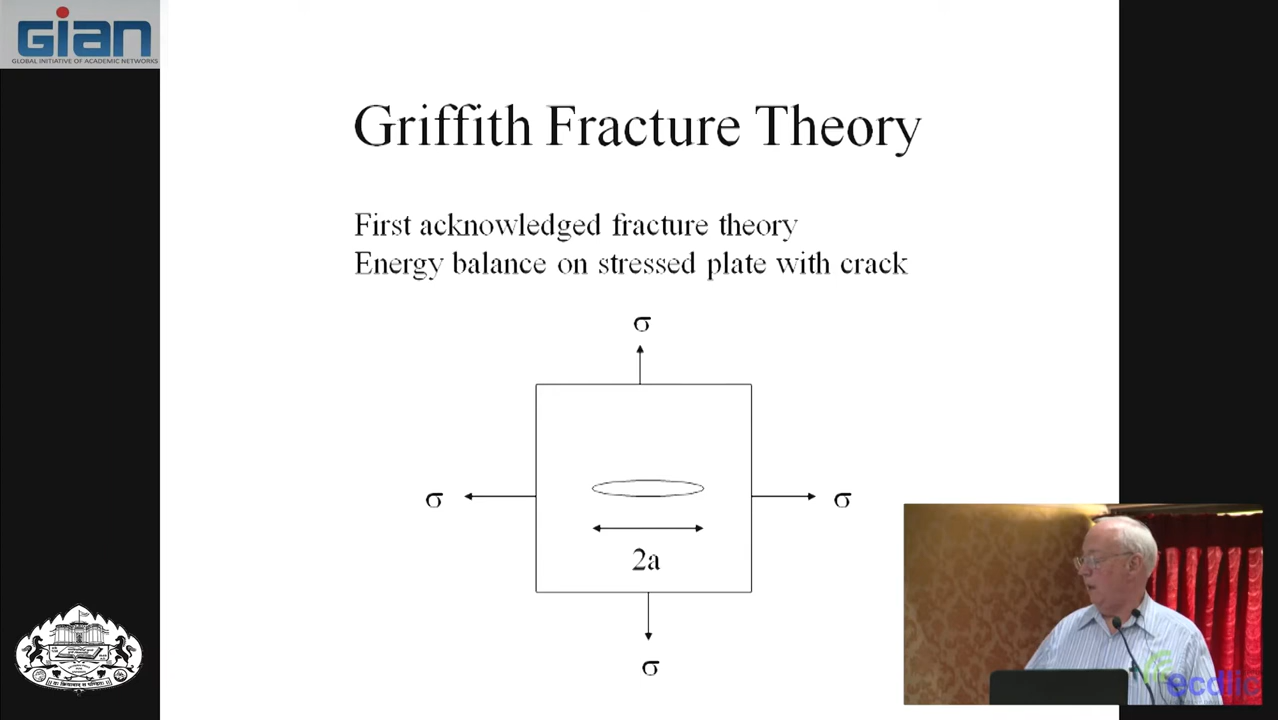 GIAN
GLOBAL INITIATIVE OF ACADEMIC NETWORKS
Griffith Fracture Theory
First acknowledged fracture theory
Energy balance on stressed plate with crack
σ
σ
σ
2a
σ
ecdlic